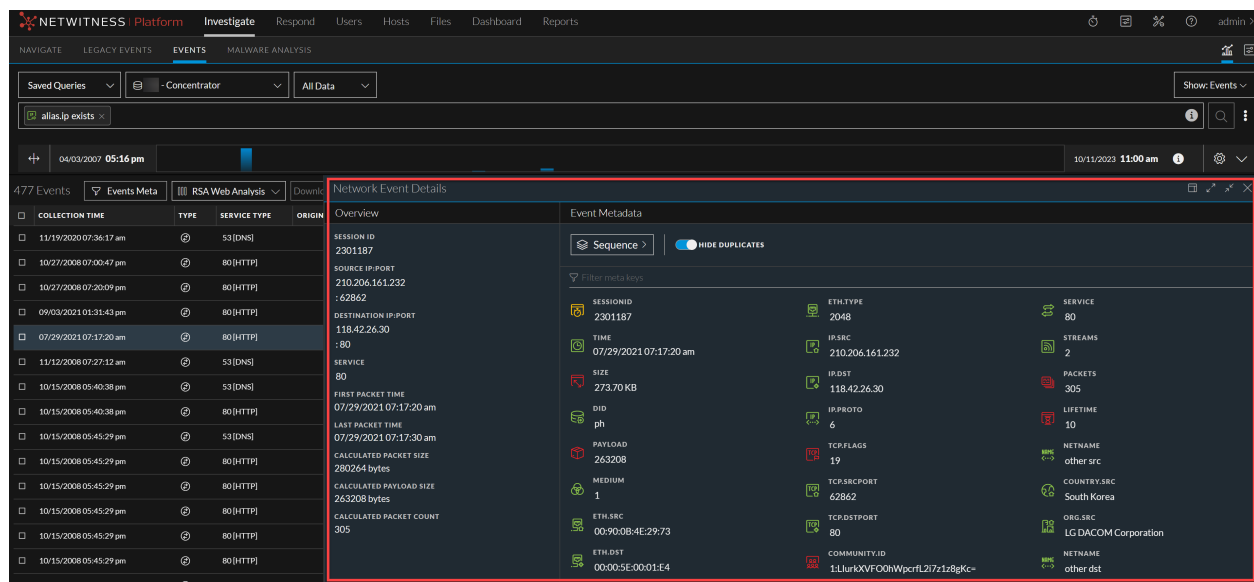 NETWITNESS | Platform Investigate Respond Users Hosts Files Dashboard Reports admin
NAVIGATE LEGACY EVENTS EVENTS MALWARE ANALYSIS
Saved Queries - Concentrator All Data Show: Events
alias.ip exists
04/03/2007 05:16 pm 10/11/2023 11:00 am
477 Events Events Meta RSA Web Analysis Downlo
COLLECTION TIME TYPE SERVICE TYPE ORIGIN
11/19/2020 07:36:17 am 53 [DNS]
10/27/2008 07:00:47 pm 80 [HTTP]
10/27/2008 07:20:09 pm 80 [HTTP]
09/03/2021 01:31:43 pm 80 [HTTP]
07/29/2021 07:17:20 am 80 [HTTP]
11/12/2008 07:27:12 am 53 [DNS]
10/15/2008 05:40:38 pm 53 [DNS]
10/15/2008 05:40:38 pm 80 [HTTP]
10/15/2008 05:45:29 pm 53 [DNS]
10/15/2008 05:45:29 pm 80 [HTTP]
10/15/2008 05:45:29 pm 80 [HTTP]
10/15/2008 05:45:29 pm 80 [HTTP]
10/15/2008 05:45:29 pm 80 [HTTP]
10/15/2008 05:45:29 pm 80 [HTTP]
Network Event Details
Overview
SESSION ID
2301187
SOURCE IP:PORT
210.206.161.232
: 62862
DESTINATION IP:PORT
118.42.26.30
: 80
SERVICE
80
FIRST PACKET TIME
07/29/2021 07:17:20 am
LAST PACKET TIME
07/29/2021 07:17:30 am
CALCULATED PACKET SIZE
280264 bytes
CALCULATED PAYLOAD SIZE
263208 bytes
CALCULATED PACKET COUNT
305
Event Metadata
Sequence HIDE DUPLICATES
Filter meta keys
SESSIONID
2301187
TIME
07/29/2021 07:17:20 am
SIZE
273.70 KB
DID
ph
PAYLOAD
263208
MEDIUM
1
ETH.SRC
00:90:0B:4E:29:73
ETH.DST
00:00:5E:00:01:E4
ETH.TYPE
2048
IP.SRC
210.206.161.232
IP.DST
118.42.26.30
IP.PROTO
6
TCP.FLAGS
19
TCP.SRCPORT
62862
TCP.DSTPORT
80
COMMUNITY.ID
1:LlurkXVFO0hWpcrfL2i7z1z8gKc=
SERVICE
80
STREAMS
2
PACKETS
305
LIFETIME
10
NETNAME
other src
COUNTRY.SRC
South Korea
ORG.SRC
LG DACOM Corporation
NETNAME
other dst